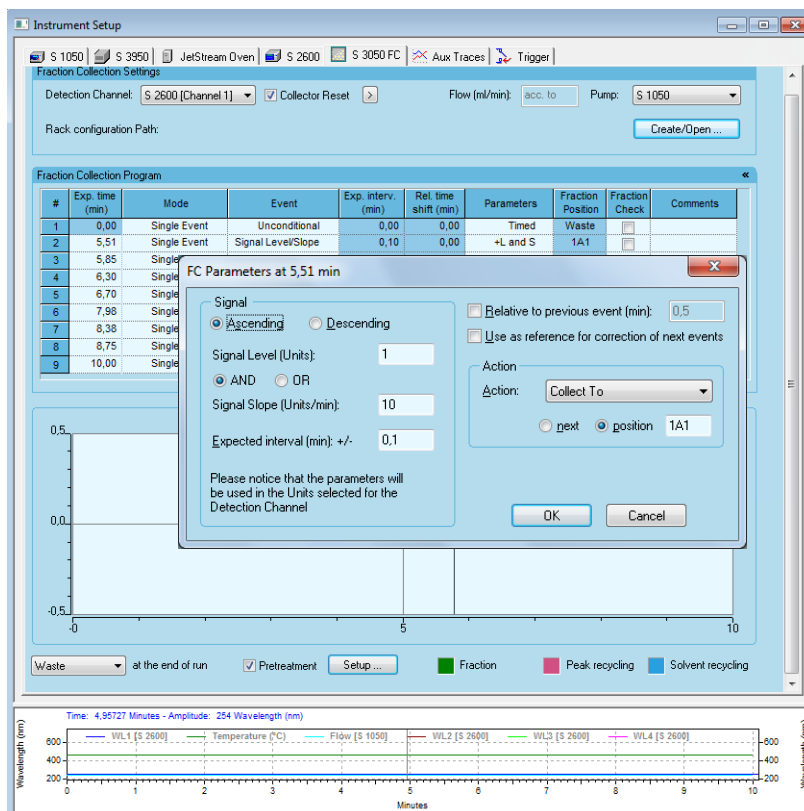 Instrument Setup
S 1050 S 3950 JetStream Oven S 2600 S 3050 FC Aux Traces Trigger
Fraction Collection Settings
Detection Channel: S 2600 [Channel 1] Collector Reset > Flow (ml/min): acc. to Pump: S 1050
Rack configuration Path: Create/Open ...
Fraction Collection Program «
# Exp. time (min) Mode Event Exp. interv. (min) Rel. time shift (min) Parameters Fraction Position Fraction Check Comments
1 0,00 Single Event Unconditional 0,00 0,00 Timed Waste
2 5,51 Single Event Signal Level/Slope 0,10 0,00 +L and S 1A1
3 5,85 Single
4 6,30 Single
5 6,70 Single
6 7,98 Single
7 8,38 Single
8 8,75 Single
9 10,00 Single
FC Parameters at 5,51 min
Signal
Ascending Descending
Signal Level (Units): 1
AND OR
Signal Slope (Units/min): 10
Expected interval (min): +/- 0,1
Please notice that the parameters will
be used in the Units selected for the
Detection Channel
Relative to previous event (min): 0,5
Use as reference for correction of next events
Action
Action: Collect To
next position 1A1
OK Cancel
0,5
0,0
-0,5
-0 5 10
Waste at the end of run Pretreatment Setup ... Fraction Peak recycling Solvent recycling
Time: 4,95727 Minutes - Amplitude: 254 Wavelength (nm)
WL1 [S 2600] Temperature (°C) Flow [S 1050] WL2 [S 2600] WL3 [S 2600] WL4 [S 2600]
Wavelength (nm)
600 600
400 400
200 200
Wavelength (nm)
0 1 2 3 4 5 6 7 8 9 10
Minutes